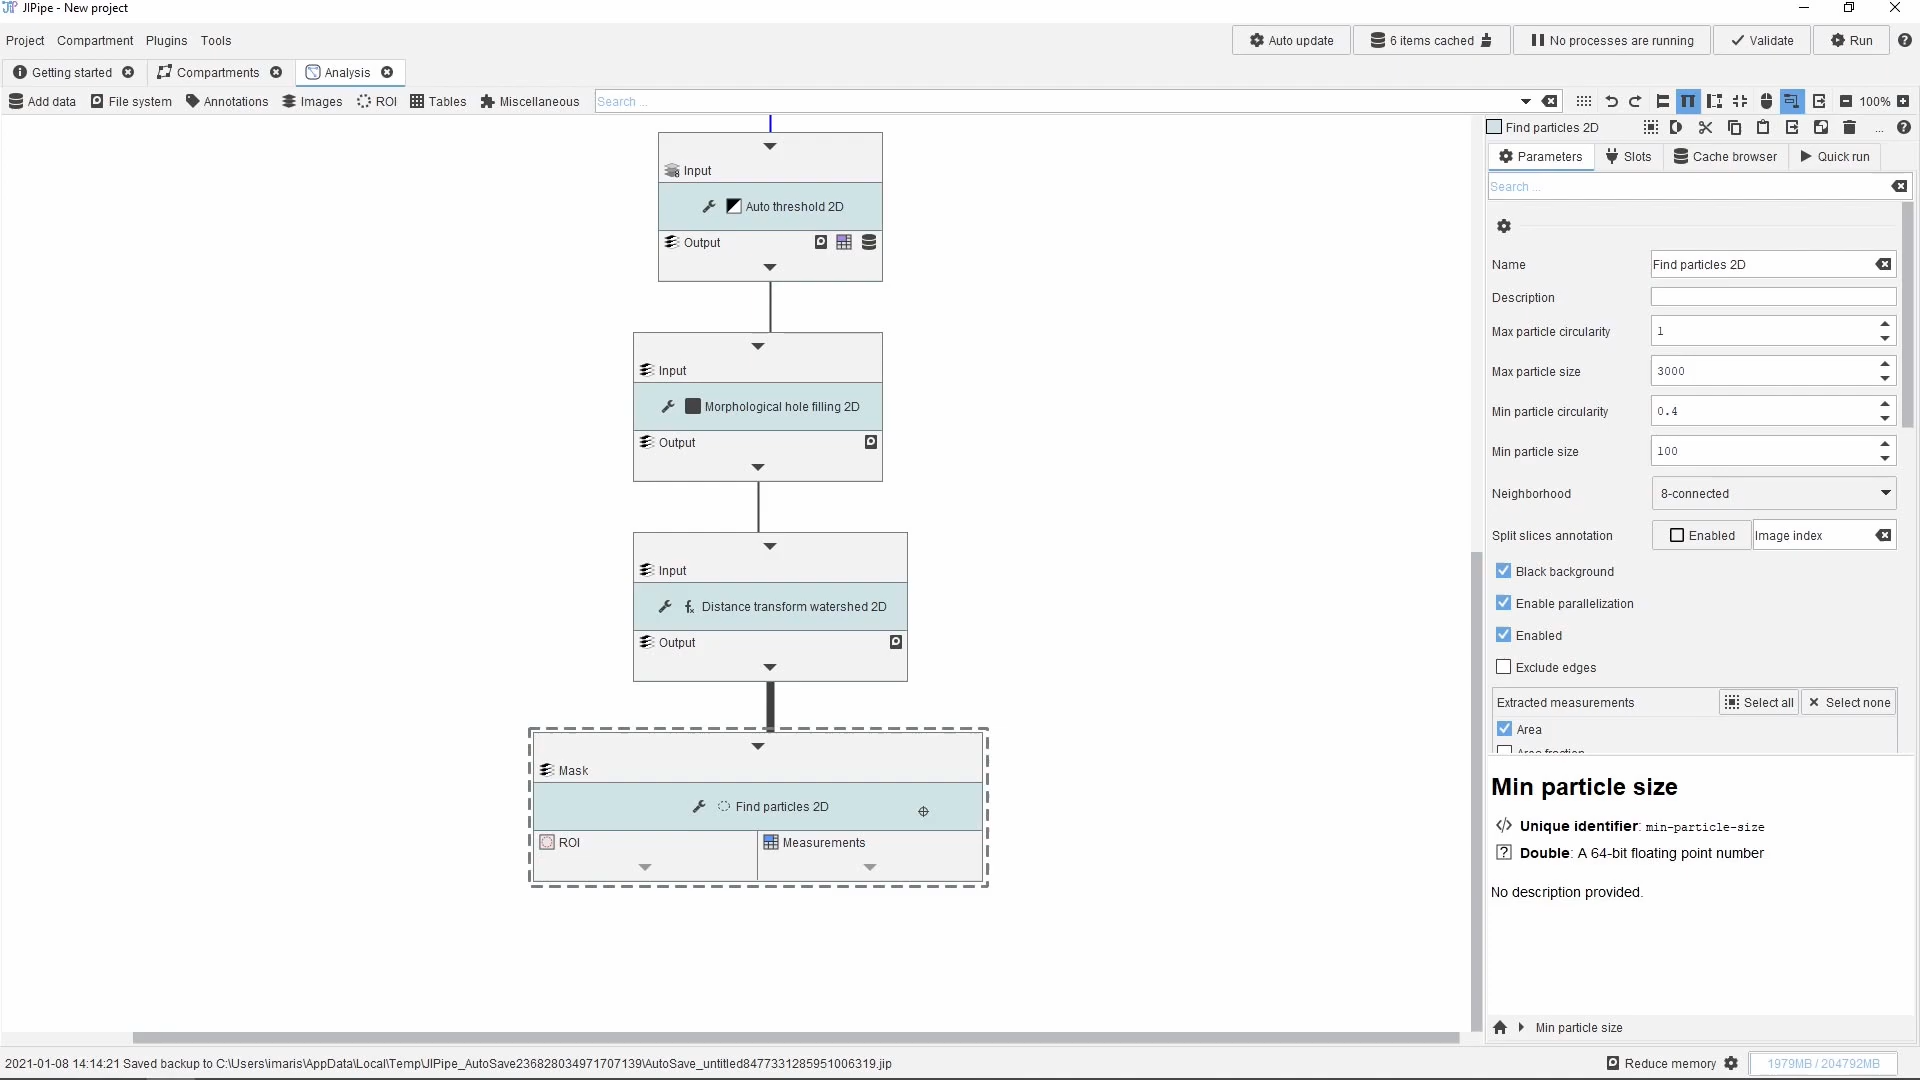 JIPipe - New project
Project Compartment Plugins Tools
Auto update 6 items cached No processes are running Validate Run
Getting started Compartments Analysis
Add data File system Annotations Images ROI Tables Miscellaneous Search ... 100%
Find particles 2D ...
Parameters Slots Cache browser Quick run
Search ...
Input
Auto threshold 2D
Output
Input
Morphological hole filling 2D
Output
Input
Distance transform watershed 2D
Output
Mask
Find particles 2D
ROI Measurements
Name Find particles 2D
Description
Max particle circularity 1
Max particle size 3000
Min particle circularity 0.4
Min particle size 100
Neighborhood 8-connected
Split slices annotation Enabled Image index
Black background
Enable parallelization
Enabled
Exclude edges
Extracted measurements Select all Select none
Area
Area fraction
Min particle size
Unique identifier: min-particle-size
Double: A 64-bit floating point number
No description provided.
Min particle size
2021-01-08 14:14:21 Saved backup to C:\Users\imaris\AppData\Local\Temp\JIPipe_AutoSave236828034971707139\AutoSave_untitled8477331285951006319.jip
Reduce memory 1979MB / 204792MB